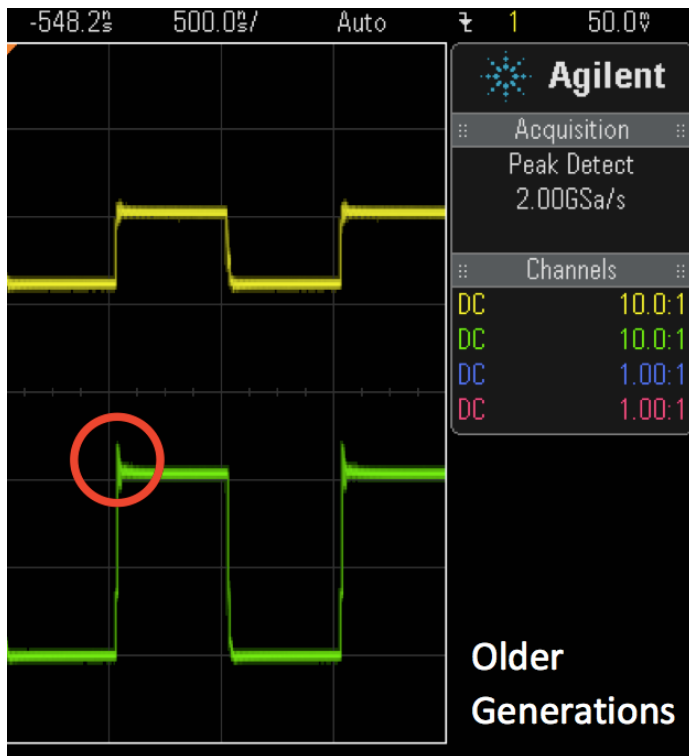 -548.2ns 500.0ns/ Auto 1 50.0V
Agilent
Acquisition
Peak Detect
2.00GSa/s
Channels
DC 10.0:1
DC 10.0:1
DC 1.00:1
DC 1.00:1
Older
Generations